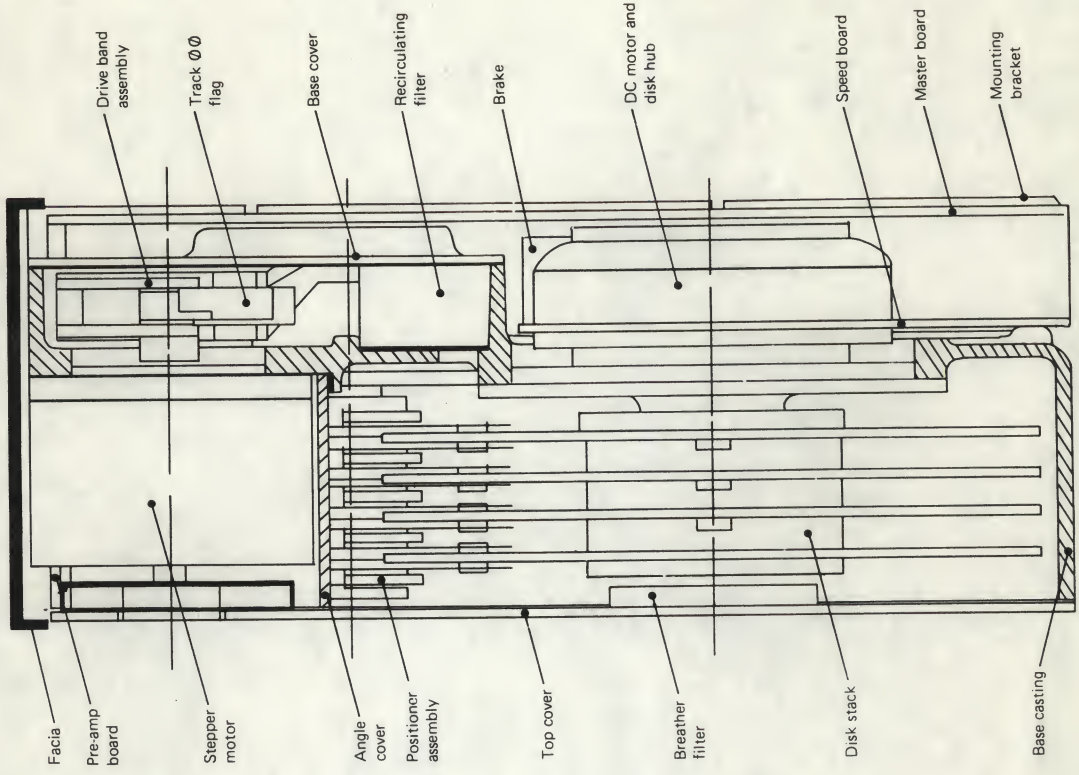 Facia
Pre-amp
board
Stepper
motor
Angle
cover
Positioner
assembly
Top cover
Breather
filter
Disk stack
Base casting
Drive band
assembly
Track 00
flag
Base cover
Recirculating
filter
Brake
DC motor and
disk hub
Speed board
Master board
Mounting
bracket